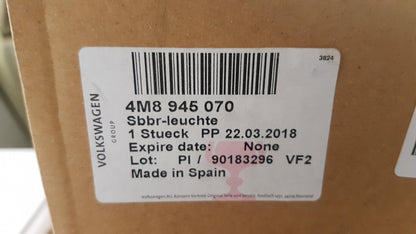 3824
VOLKSWAGEN
GROUP
4M8 945 070
Sbbr-leuchte
1 Stueck PP 22.03.2018
Expire date: None
Lot: PI / 90183296 VF2
Made in Spain